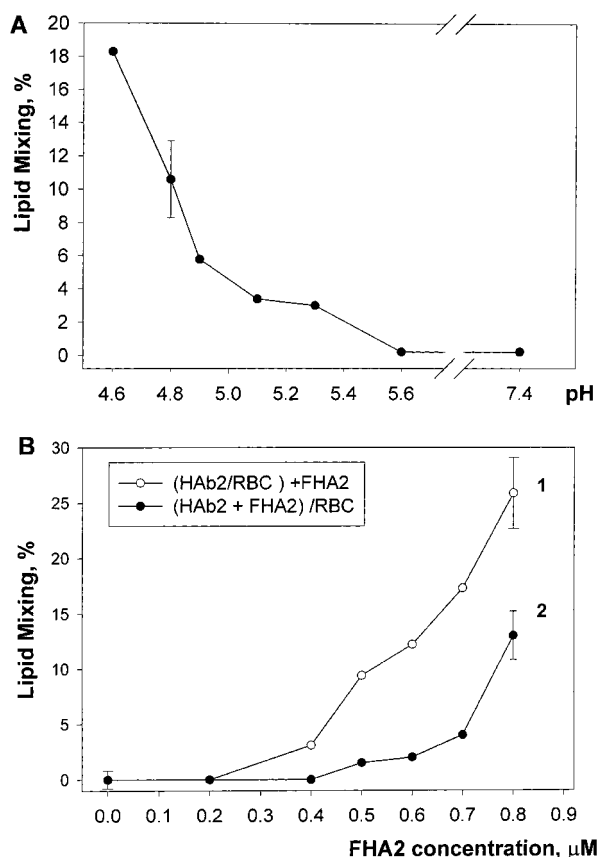 A
Lipid Mixing, %
20
18
16
14
12
10
8
6
4
2
0
4.6 4.8 5.0 5.2 5.4 5.6 7.4 pH
B
Lipid Mixing, %
30
25
20
15
10
5
0
(HAb2/RBC ) +FHA2
(HAb2 + FHA2) /RBC
1
2
0.0 0.1 0.2 0.3 0.4 0.5 0.6 0.7 0.8 0.9
FHA2 concentration, μM